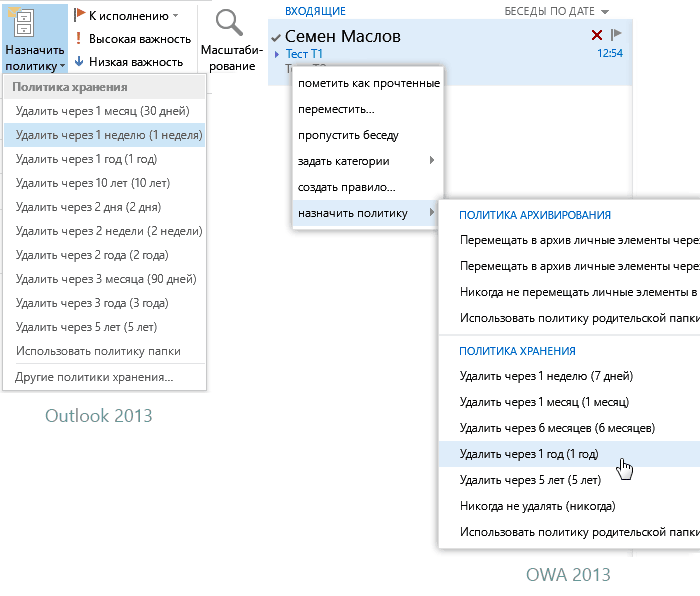 Назначить
политику
К исполнению
Высокая важность
Низкая важность
Масштаби-
рование
Политика хранения
Удалить через 1 месяц (30 дней)
Удалить через 1 неделю (1 неделя)
Удалить через 1 год (1 год)
Удалить через 10 лет (10 лет)
Удалить через 2 дня (2 дня)
Удалить через 2 недели (2 недели)
Удалить через 2 года (2 года)
Удалить через 3 месяца (90 дней)
Удалить через 3 года (3 года)
Удалить через 5 лет (5 лет)
Использовать политику папки
Другие политики хранения...
Outlook 2013
ВХОДЯЩИЕ
БЕСЕДЫ ПО ДАТЕ
Семен Маслов
Тест Т1
12:54
пометить как прочтенные
переместить...
пропустить беседу
задать категории
создать правило...
назначить политику
ПОЛИТИКА АРХИВИРОВАНИЯ
Перемещать в архив личные элементы чере
Перемещать в архив личные элементы чере
Никогда не перемещать личные элементы в
Использовать политику родительской папки
ПОЛИТИКА ХРАНЕНИЯ
Удалить через 1 неделю (7 дней)
Удалить через 1 месяц (1 месяц)
Удалить через 6 месяцев (6 месяцев)
Удалить через 1 год (1 год)
Удалить через 5 лет (5 лет)
Никогда не удалять (никогда)
Использовать политику родительской папки
OWA 2013